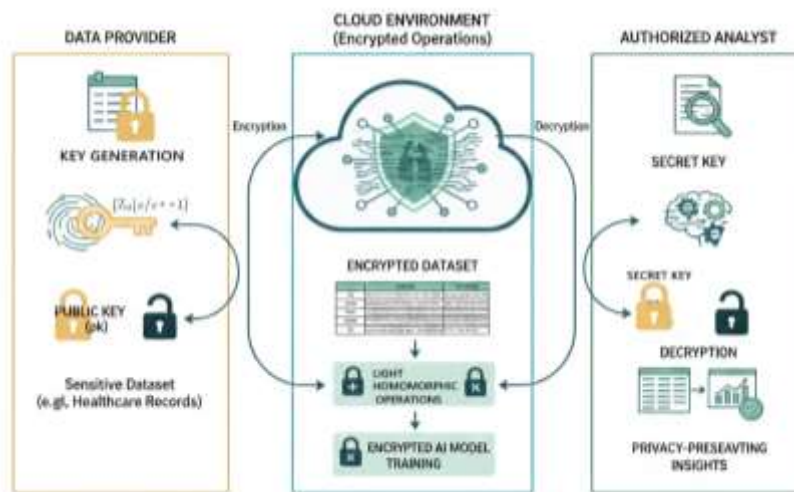 DATA PROVIDER
KEY GENERATION
PUBLIC KEY
(pk)
Sensitive Dataset
(e.gl, Healthcare Records)
CLOUD ENVIRONMENT
(Encrypted Operations)
Encryption
Decryption
ENCRYPTED DATASET
LIGHT
HOMOMORPHIC
OPERATIONS
ENCRYPTED AI MODEL
TRAINING
AUTHORIZED ANALYST
SECRET KEY
SECRET KEY
DECRYPTION
PRIVACY-PRESEAVTING
INSIGHTS